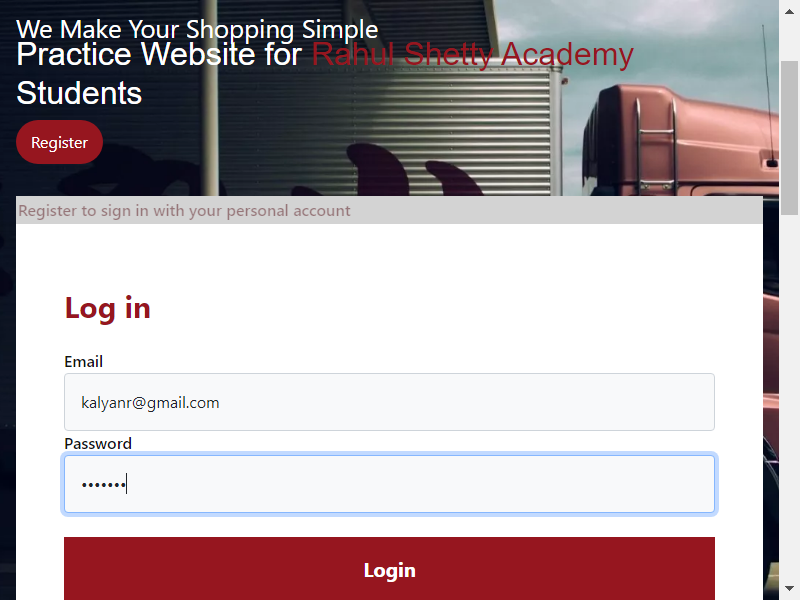 We Make Your Shopping Simple
Practice Website for Rahul Shetty Academy
Students
Register
Register to sign in with your personal account
Log in
Email
kalyanr@gmail.com
Password
•••••••
Login